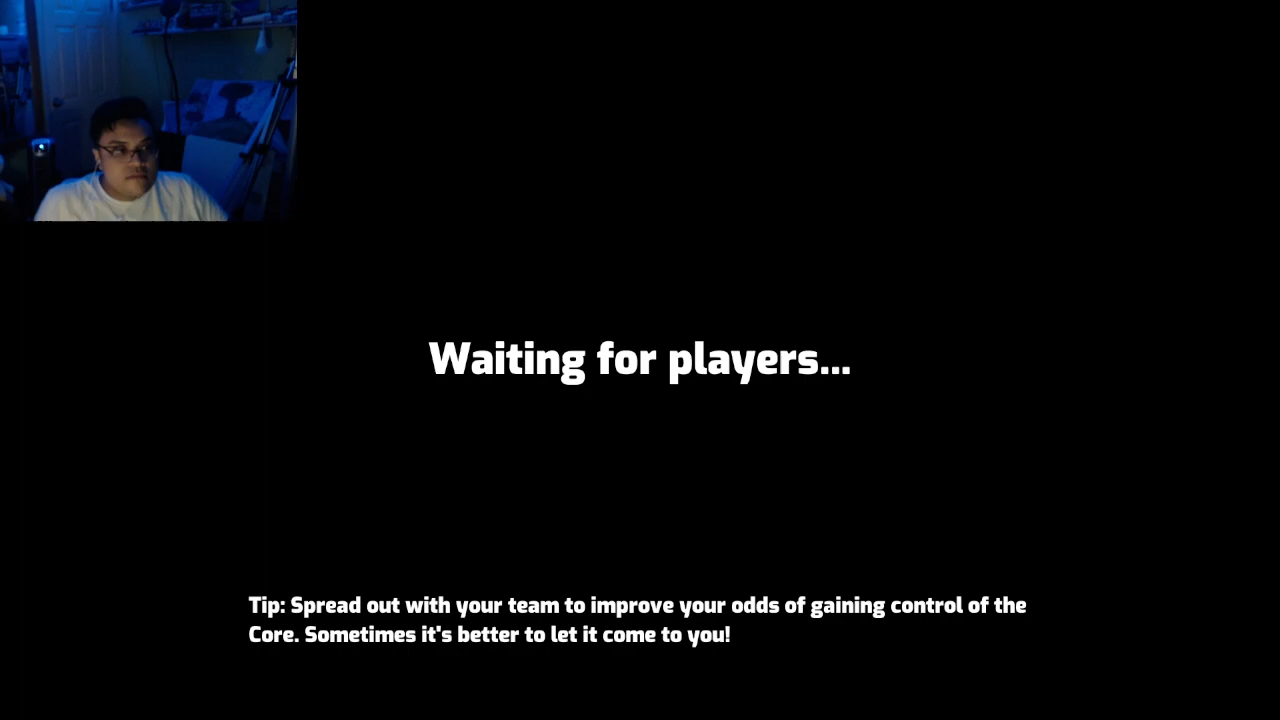 Waiting for players...
Tip: Spread out with your team to improve your odds of gaining control of the
Core. Sometimes it's better to let it come to you!